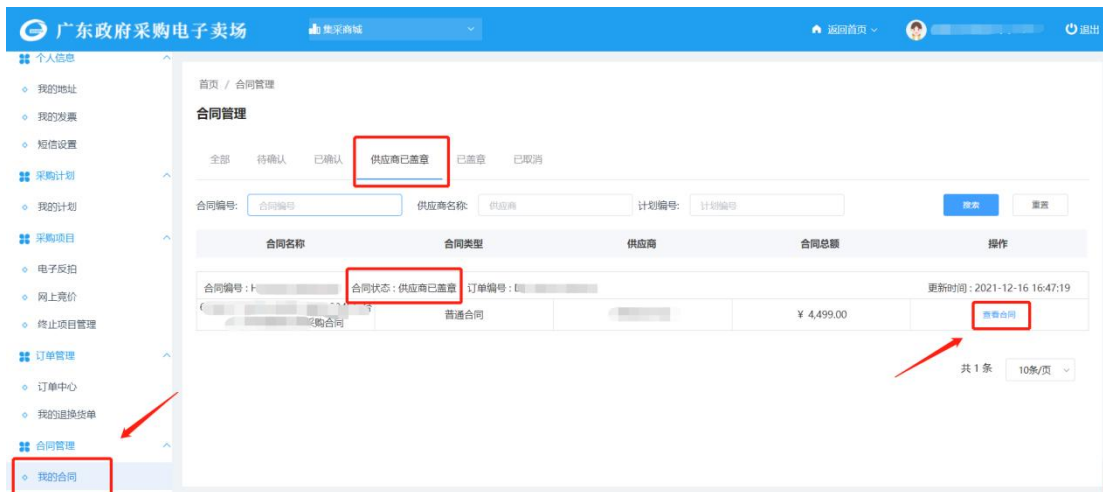 广东政府采购电子卖场
集采商城
返回首页
退出
个人信息
我的地址
我的发票
短信设置
采购计划
我的计划
采购项目
电子反拍
网上竞价
终止项目管理
订单管理
订单中心
我的退换货单
合同管理
我的合同
首页 / 合同管理
合同管理
全部 待确认 已确认 供应商已盖章 已盖章 已取消
合同编号: 合同编号 供应商名称: 供应商 计划编号: 计划编号 搜索 重置
合同名称 合同类型 供应商 合同总额 操作
合同编号 : H 合同状态 : 供应商已盖章 订单编号 : 更新时间 : 2021-12-16 16:47:19
采购合同 普通合同 ¥ 4,499.00 查看合同
共 1 条 10条/页